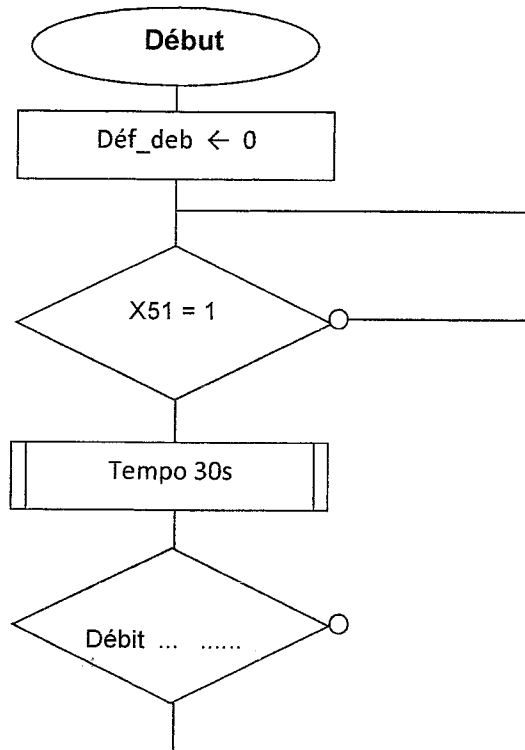 Début
Déf_deb ← 0
X51 = 1
Tempo 30s
Débit ... ......